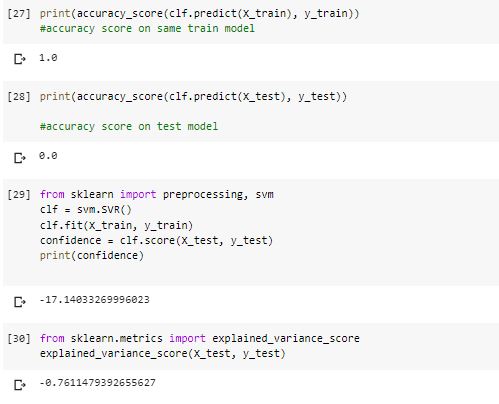 [27] print(accuracy_score(clf.predict(X_train), y_train))
#accuracy score on same train model
1.0
[28] print(accuracy_score(clf.predict(X_test), y_test))
#accuracy score on test model
0.0
[29] from sklearn import preprocessing, svm
clf = svm.SVR()
clf.fit(X_train, y_train)
confidence = clf.score(X_test, y_test)
print(confidence)
-17.14033269996023
[30] from sklearn.metrics import explained_variance_score
explained_variance_score(X_test, y_test)
-0.7611479392655627